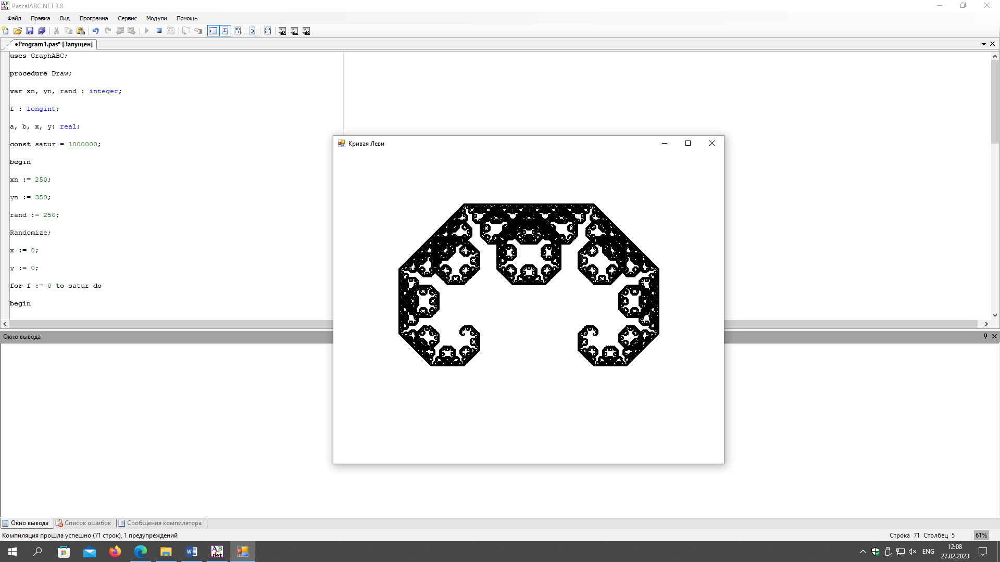 PascalABC.NET 3.8
Файл Правка Вид Программа Сервис Модули Помощь
•Program1.pas* [Запущен]
uses GraphABC;
procedure Draw;
var xn, yn, rand : integer;
f : longint;
a, b, x, y: real;
const satur = 1000000;
begin
xn := 250;
yn := 350;
rand := 250;
Randomize;
x := 0;
y := 0;
for f := 0 to satur do
begin
Кривая Леви
Окно вывода
Окно вывода Список ошибок Сообщения компилятора
Компиляция прошла успешно (71 строк), 1 предупреждений
Строка 71 Столбец 5 61%
ENG
12:08
27.02.2023